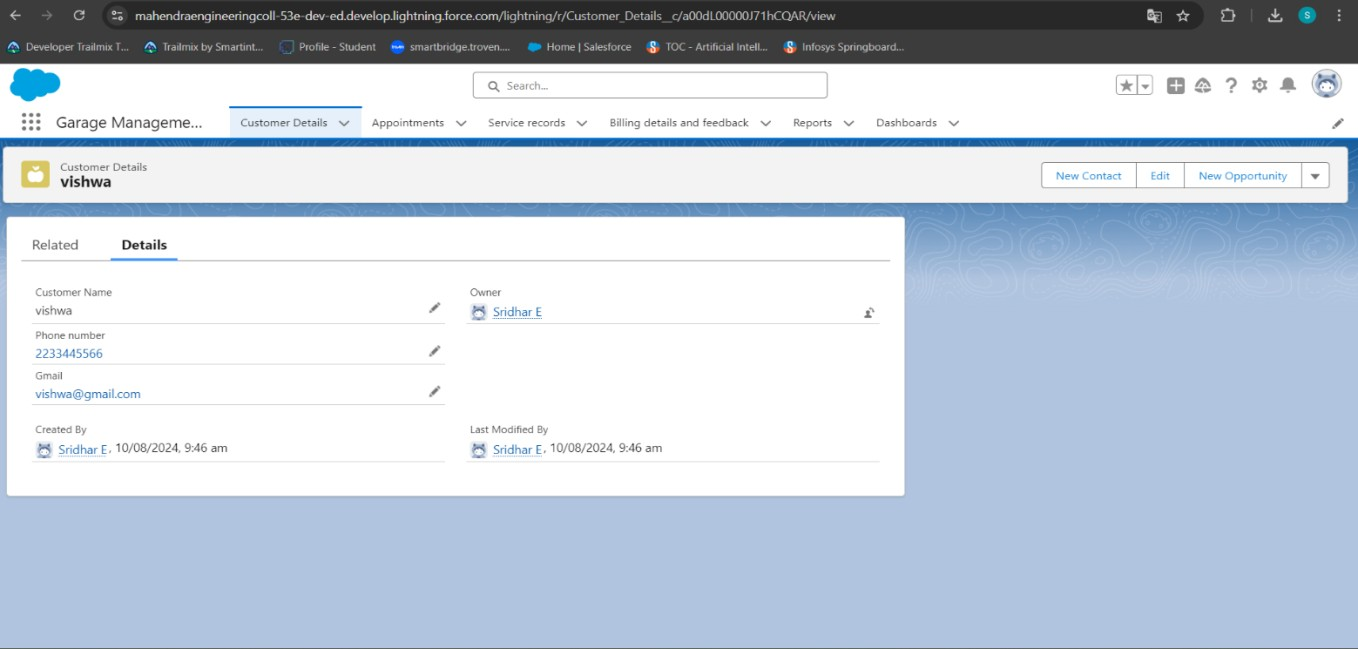 mahendraengineeringcoll-53e-dev-ed.develop.lightning.force.com/lightning/r/Customer_Details__c/a00dL00000J71hCQAR/view
S
Developer Trailmix T... Trailmix by Smartint... Profile - Student smartbridge.troven.... Home | Salesforce TOC - Artificial Intell... Infosys Springboard...
Search...
Garage Manageme... Customer Details Appointments Service records Billing details and feedback Reports Dashboards
Customer Details
vishwa
New Contact Edit New Opportunity
Related Details
Customer Name
vishwa
Owner
Sridhar E
Phone number
2233445566
Gmail
vishwa@gmail.com
Created By
Sridhar E, 10/08/2024, 9:46 am
Last Modified By
Sridhar E, 10/08/2024, 9:46 am